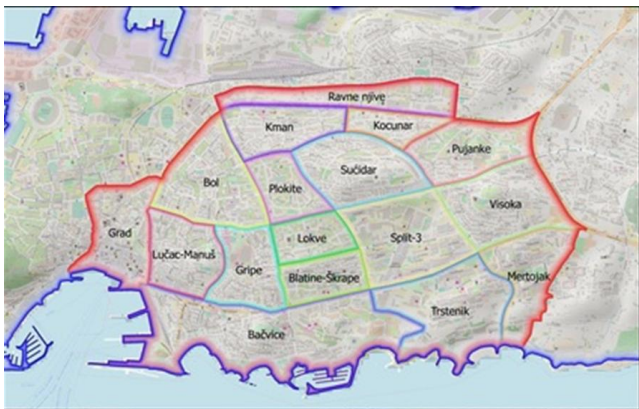 Ravne njive
Kman
Kocunar
Pujanke
Sućidar
Bol
Plokite
Visoka
Grad
Lokve
Split-3
Lučac-Manuš
Gripe
Blatine-Škrape
Mertojak
Trstenik
Bačvice